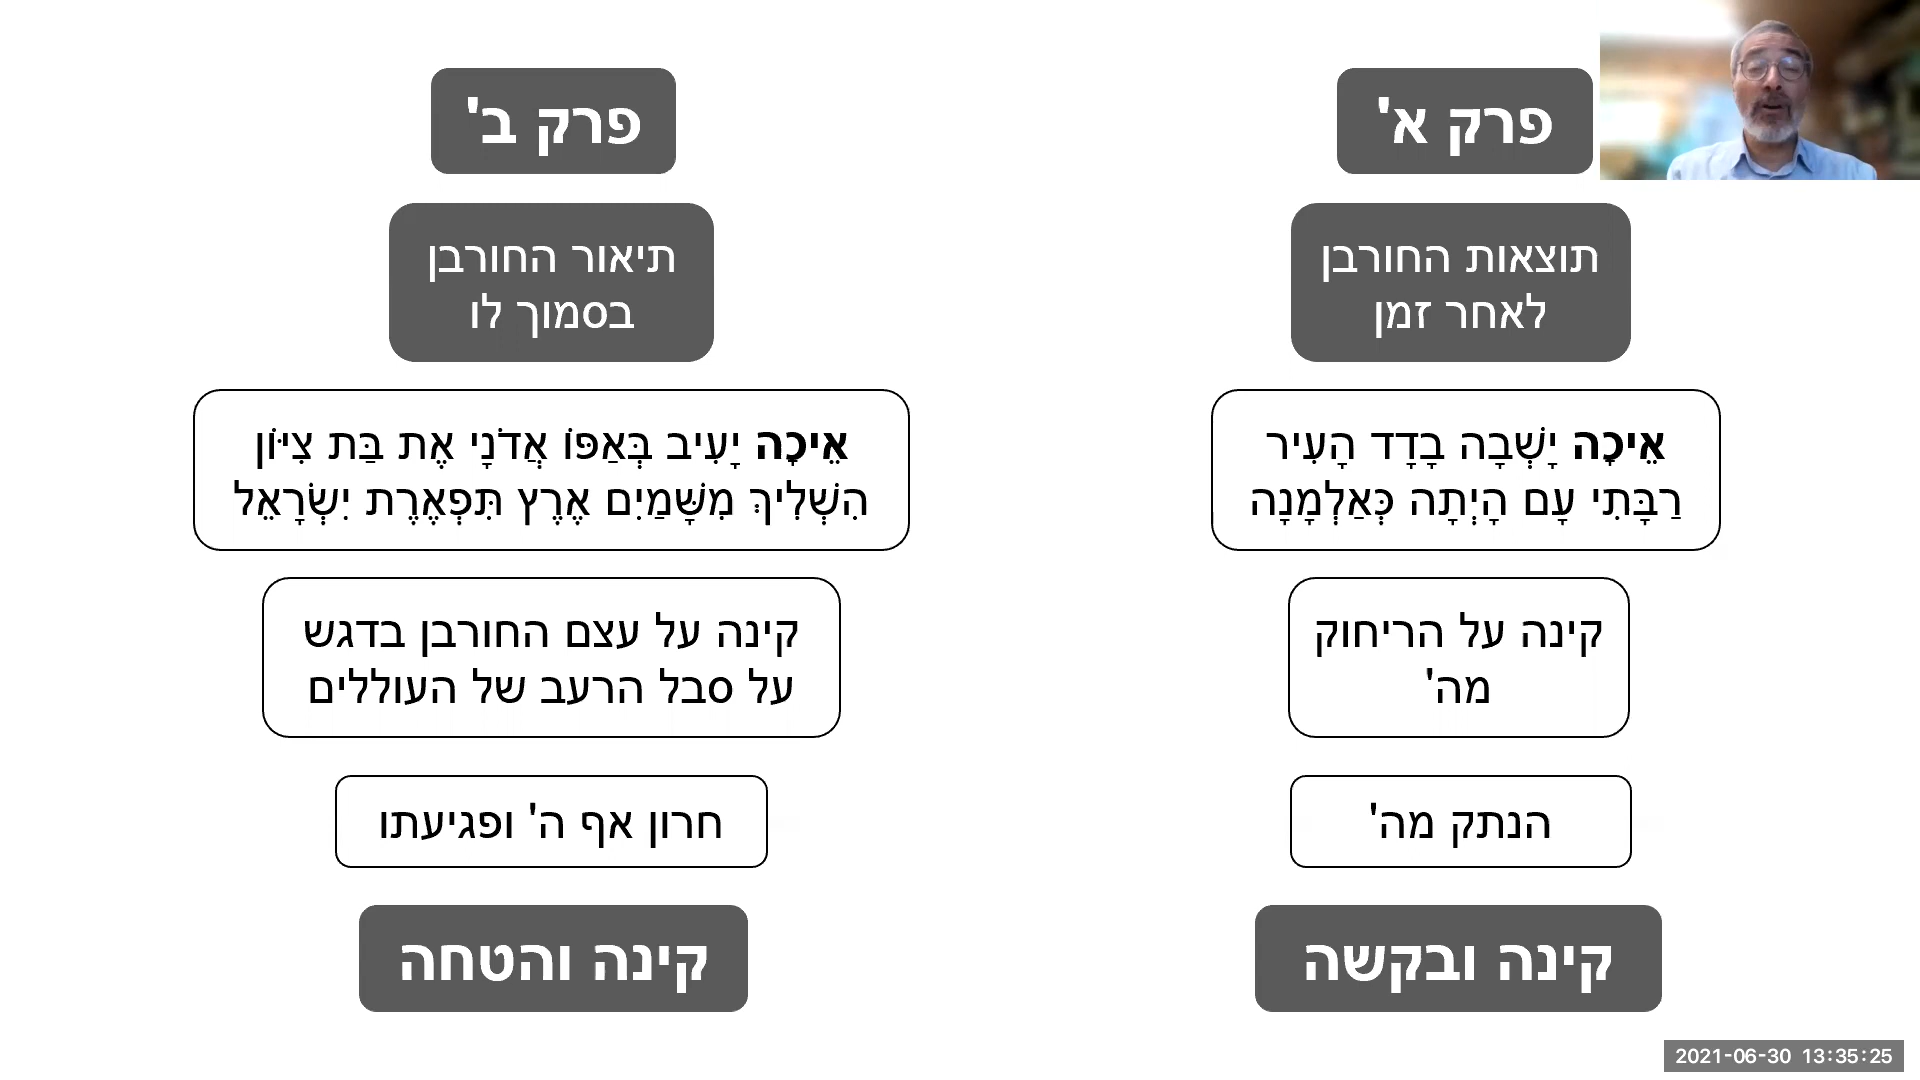 פרק א'
תוצאות החורבן
לאחר זמן
אֵיכָה יָשְׁבָה בָדָד הָעִיר
רַבָּתִי עָם הָיְתָה כְּאַלְמָנָה
קינה על הריחוק
מה'
הנתק מה'
קינה ובקשה
פרק ב'
תיאור החורבן
בסמוך לו
אֵיכָה יָעִיב בְּאַפּוֹ אֲדֹנָי אֶת בַּת צִיּוֹן
הִשְׁלִיךְ מִשָּׁמַיִם אֶרֶץ תִּפְאֶרֶת יִשְׂרָאֵל
קינה על עצם החורבן בדגש
על סבל הרעב של העוללים
חרון אף ה' ופגיעתו
קינה והטחה
2021-06-30 13:35:25